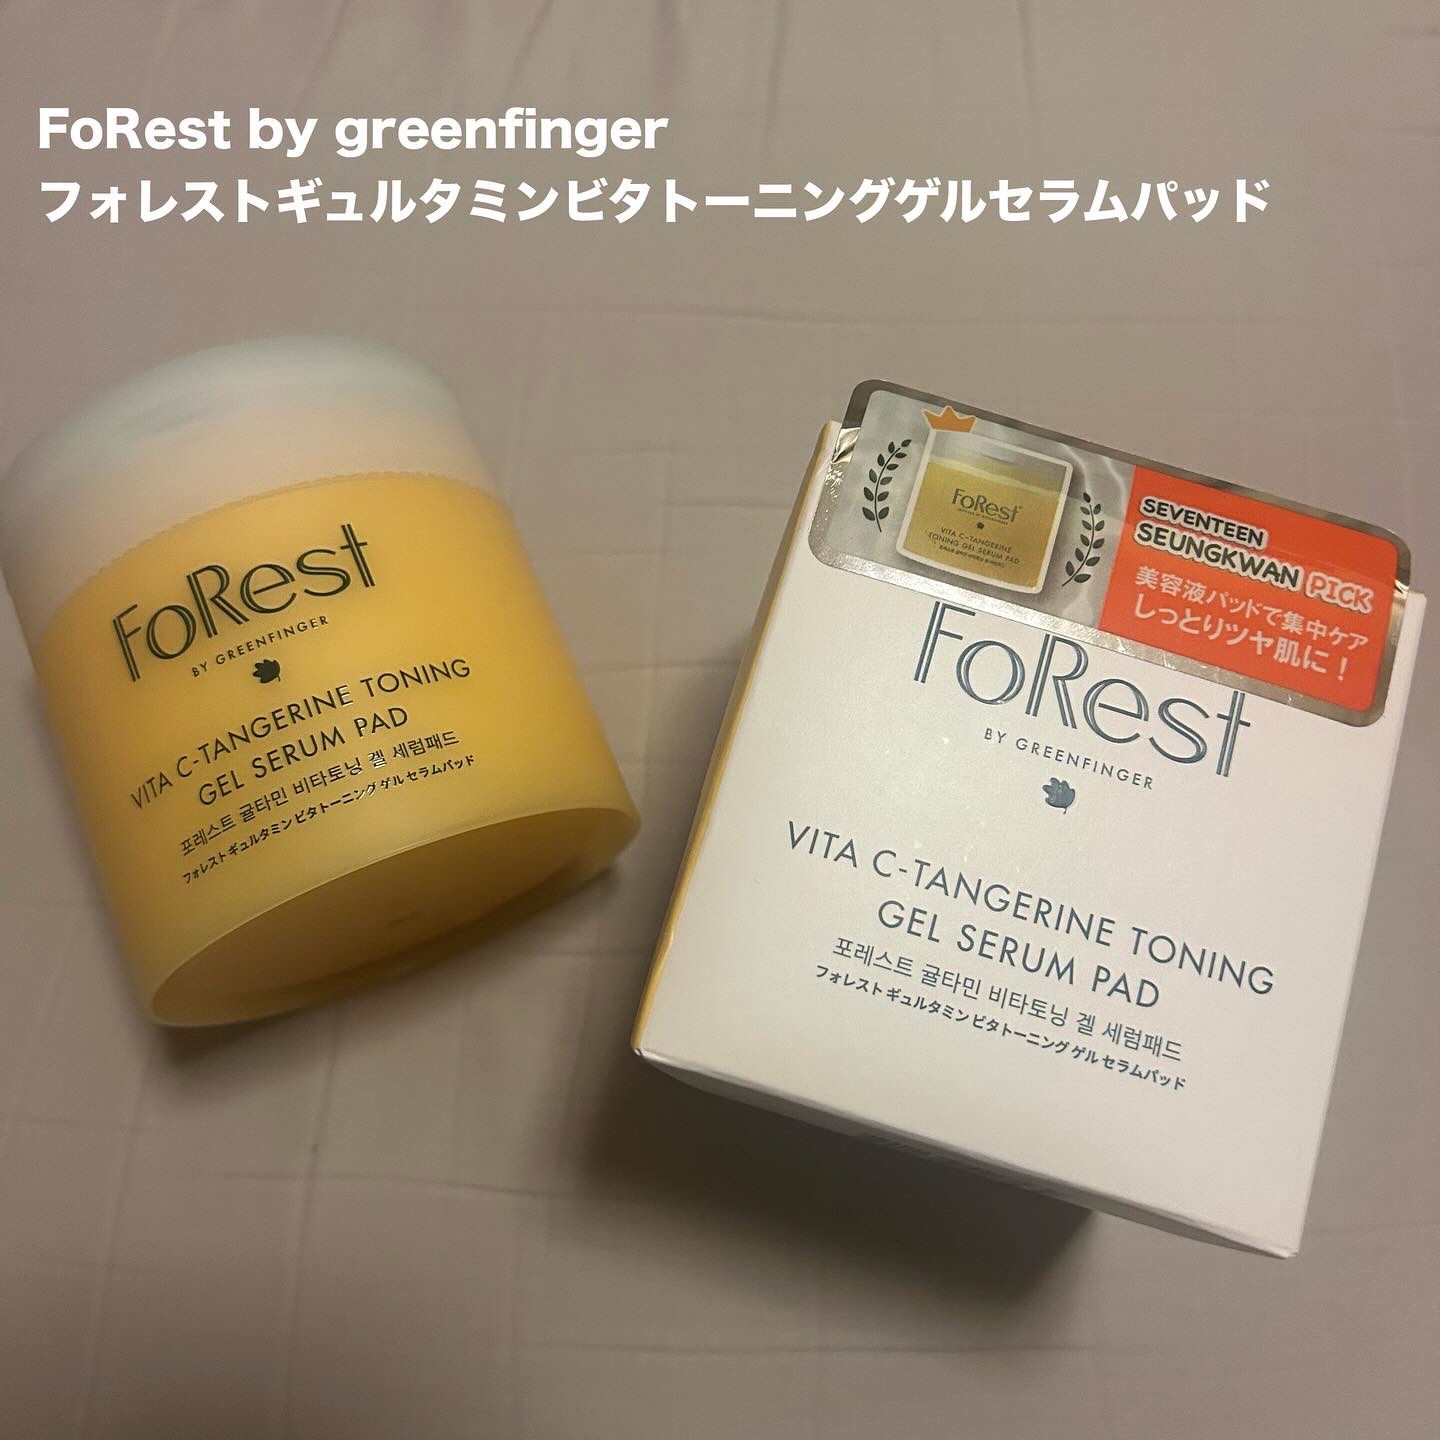 FoRest by greenfinger
フォレストギュルタミンビタトーニングゲルセラムパッド
FoRest
BY GREENFINGER
VITA C-TANGERINE TONING
GEL SERUM PAD
포레스트 귤타민 비타토닝 겔 세럼패드
フォレスト ギュルタミン ビタトーニング ゲル セラムパッド
FoRest
VITA C-TANGERINE
TONING GEL SERUM PAD
SEVENTEEN
SEUNGKWAN PICK
美容液パッドで集中ケア
しっとりツヤ肌に！
FoRest
BY GREENFINGER
VITA C-TANGERINE TONING
GEL SERUM PAD
포레스트 귤타민 비타토닝 겔 세럼패드
フォレスト ギュルタミン ビタトーニング ゲル セラムパッド